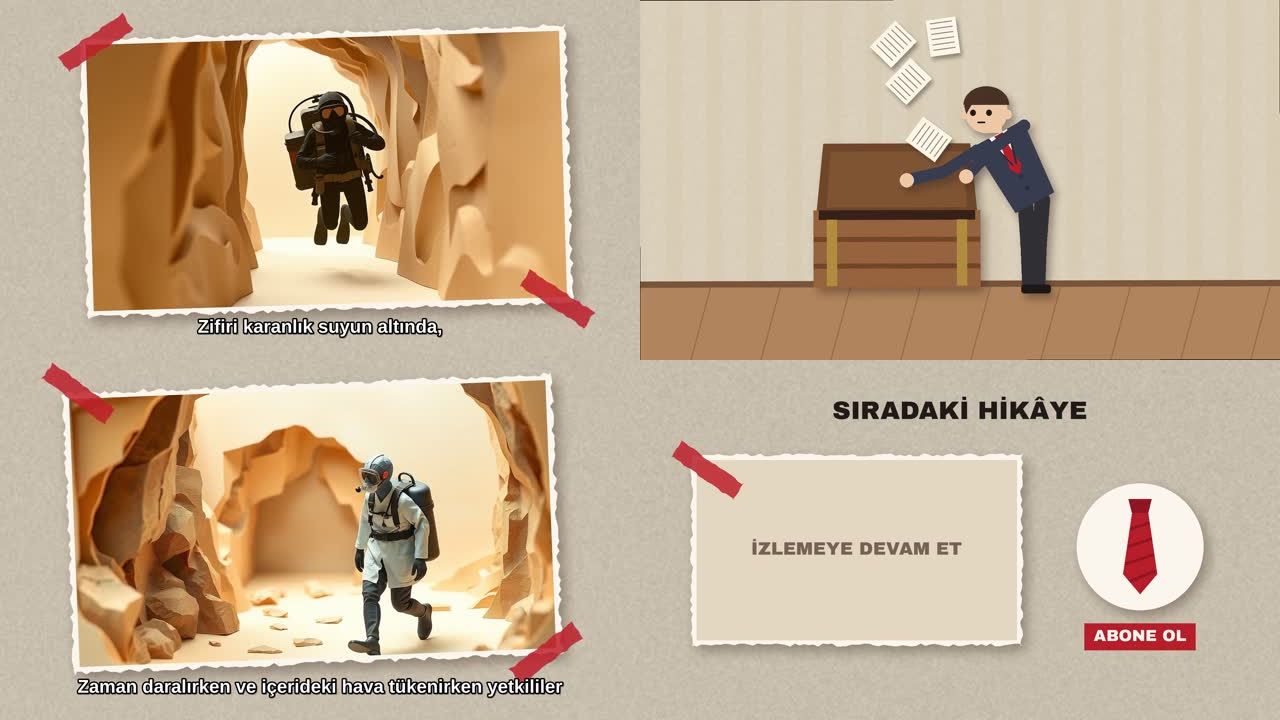 Zifiri karanlık suyun altında,
Zaman daralırken ve içerideki hava tükenirken yetkililer
SIRADAKİ HİKÂYE
İZLEMEYE DEVAM ET
ABONE OL